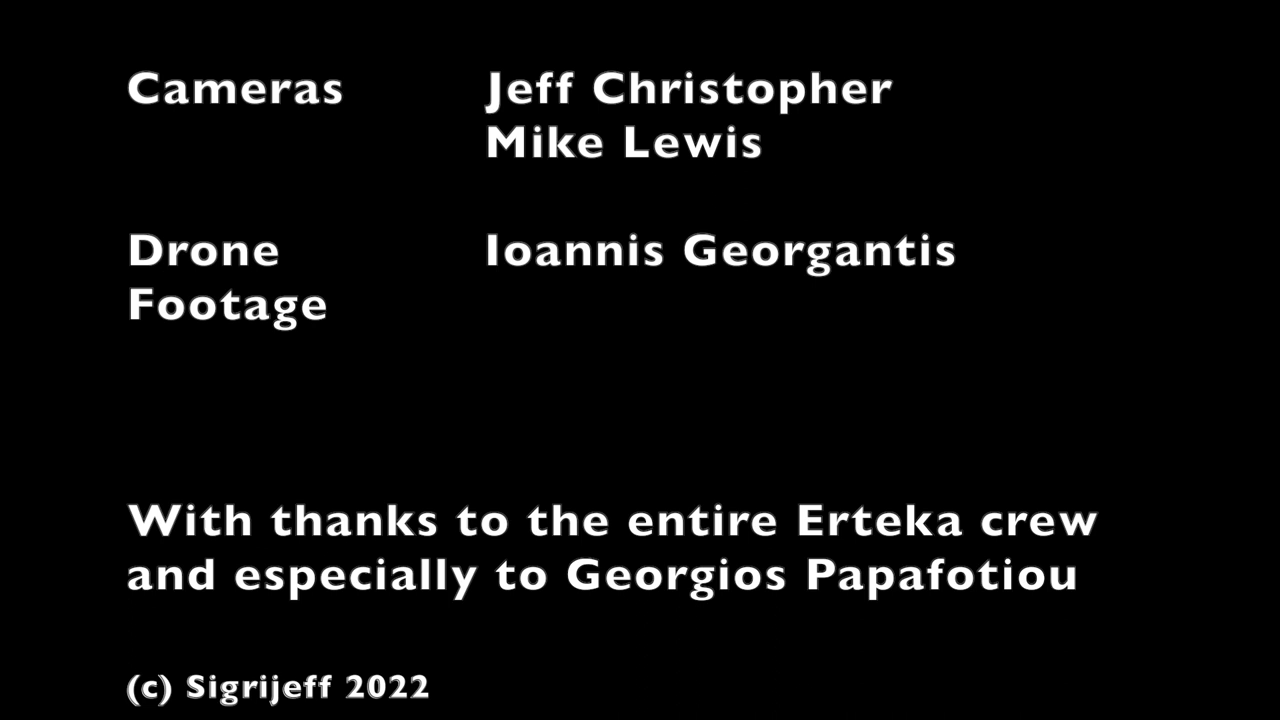 Cameras Jeff Christopher
Mike Lewis
Drone Ioannis Georgantis
Footage
With thanks to the entire Erteka crew
and especially to Georgios Papafotiou
(c) Sigrijeff 2022